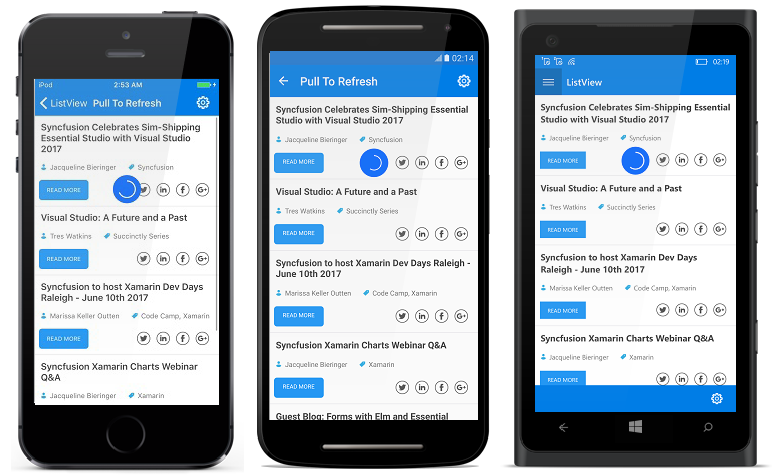 iPod 2:53 AM
ListView Pull To Refresh
Syncfusion Celebrates Sim-Shipping
Essential Studio with Visual Studio
2017
Jacqueline Bieringer Syncfusion
READ MORE
Visual Studio: A Future and a Past
Tres Watkins Succinctly Series
READ MORE
Syncfusion to host Xamarin Dev Days
Raleigh - June 10th 2017
Marissa Keller Outten Code Camp, Xamarin
READ MORE
Syncfusion Xamarin Charts Webinar
Q&A
Jacqueline Bieringer Xamarin
02:14
Pull To Refresh
Syncfusion Celebrates Sim-Shipping Essential
Studio with Visual Studio 2017
Jacqueline Bieringer Syncfusion
READ MORE
Visual Studio: A Future and a Past
Tres Watkins Succinctly Series
READ MORE
Syncfusion to host Xamarin Dev Days Raleigh -
June 10th 2017
Marissa Keller Outten Code Camp, Xamarin
READ MORE
Syncfusion Xamarin Charts Webinar Q&A
Jacqueline Bieringer Xamarin
READ MORE
Guest Blog: Forms with Elm and Essential
02:19
ListView
Syncfusion Celebrates Sim-Shipping Essential
Studio with Visual Studio 2017
Jacqueline Bieringer Syncfusion
READ MORE
Visual Studio: A Future and a Past
Tres Watkins Succinctly Series
READ MORE
Syncfusion to host Xamarin Dev Days
Raleigh - June 10th 2017
Marissa Keller Outten Code Camp, Xamarin
READ MORE
Syncfusion Xamarin Charts Webinar Q&A
Jacqueline Bieringer Xamarin
READ MORE